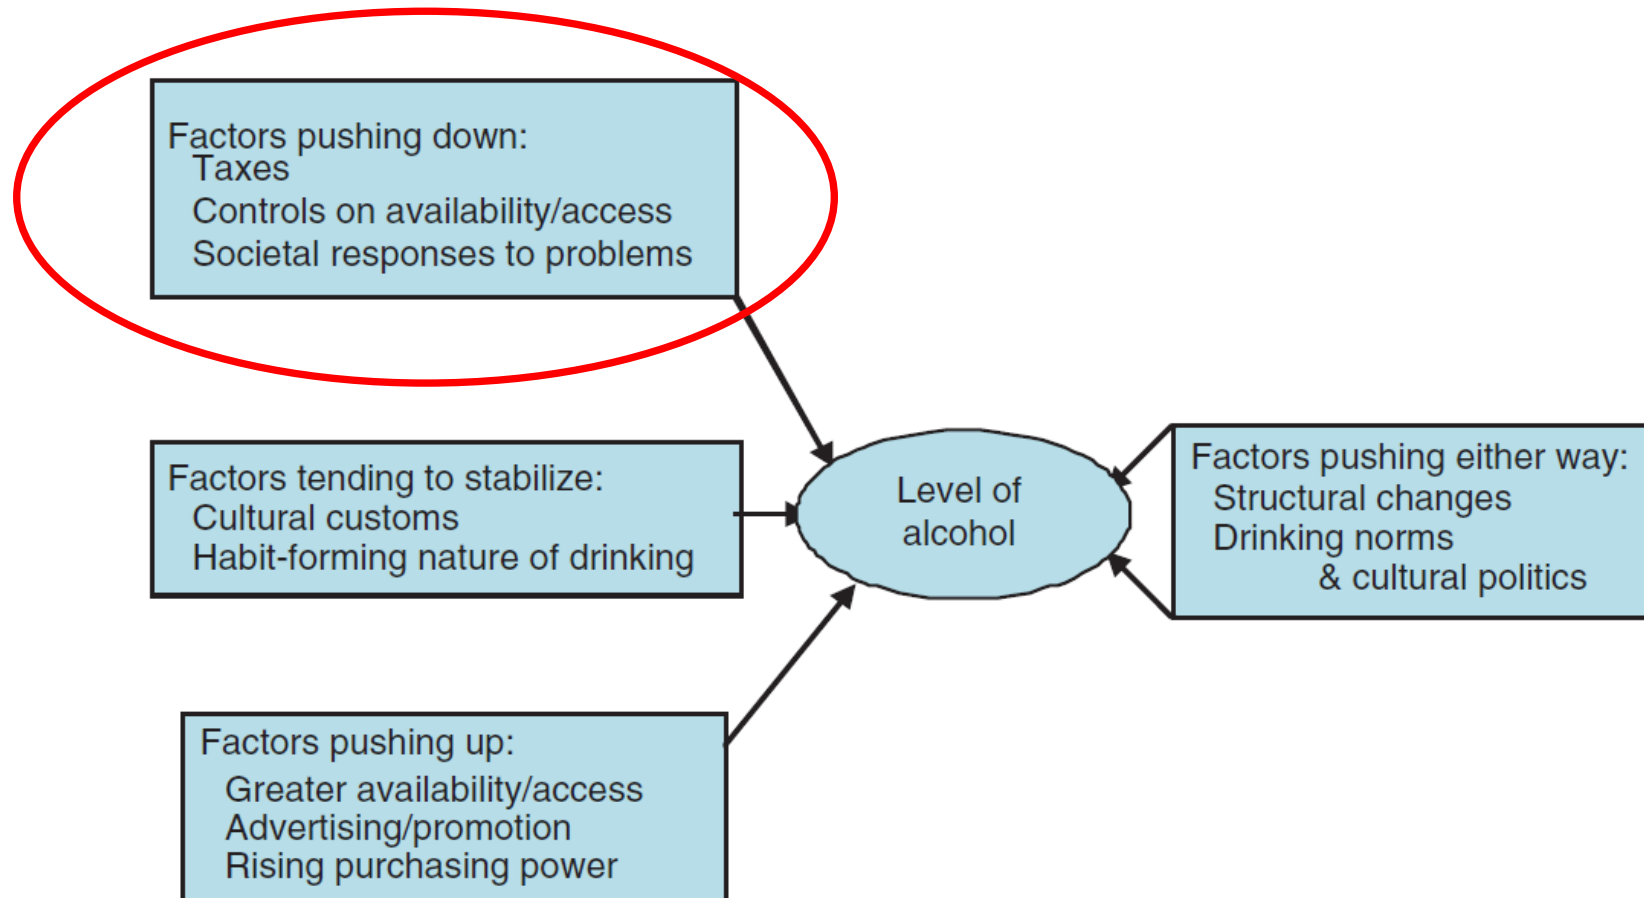 Factors pushing down:
Taxes
Controls on availability/access
Societal responses to problems
Factors tending to stabilize:
Cultural customs
Habit-forming nature of drinking
Level of
alcohol
Factors pushing either way:
Structural changes
Drinking norms
& cultural politics
Factors pushing up:
Greater availability/access
Advertising/promotion
Rising purchasing power